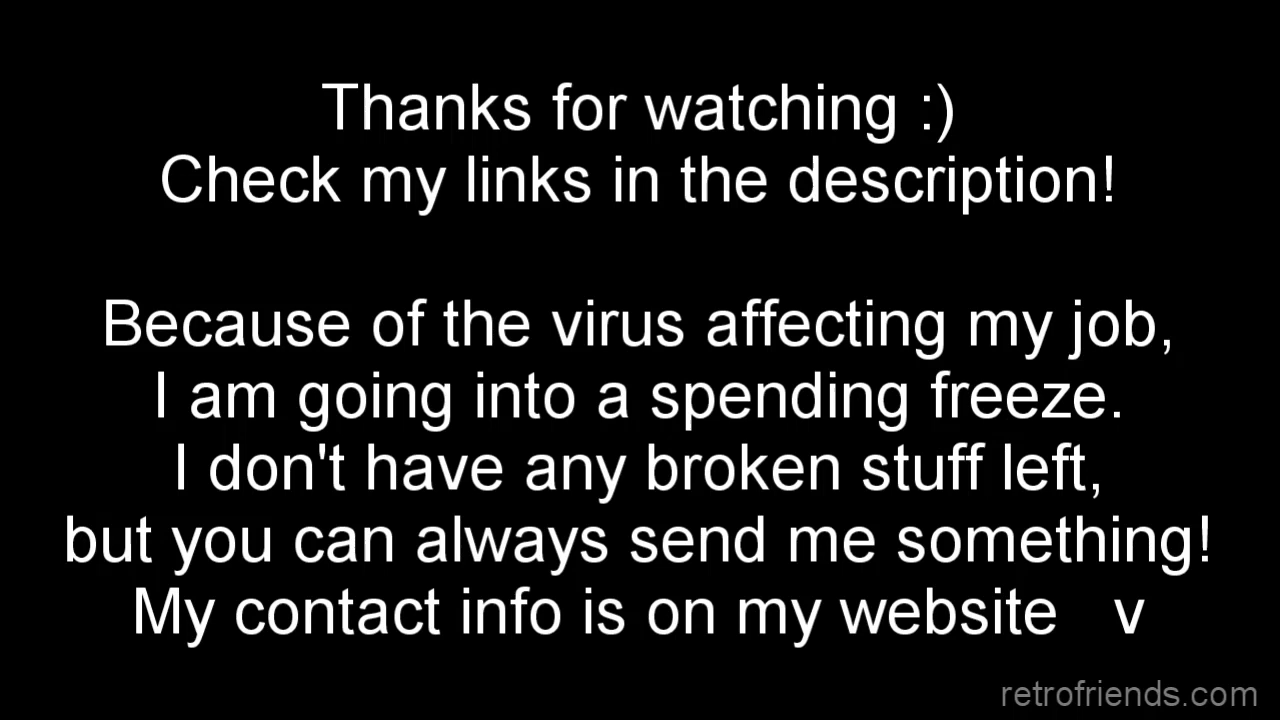 Thanks for watching :)
Check my links in the description!
Because of the virus affecting my job,
I am going into a spending freeze.
I don't have any broken stuff left,
but you can always send me something!
My contact info is on my website v
retrofriends.com